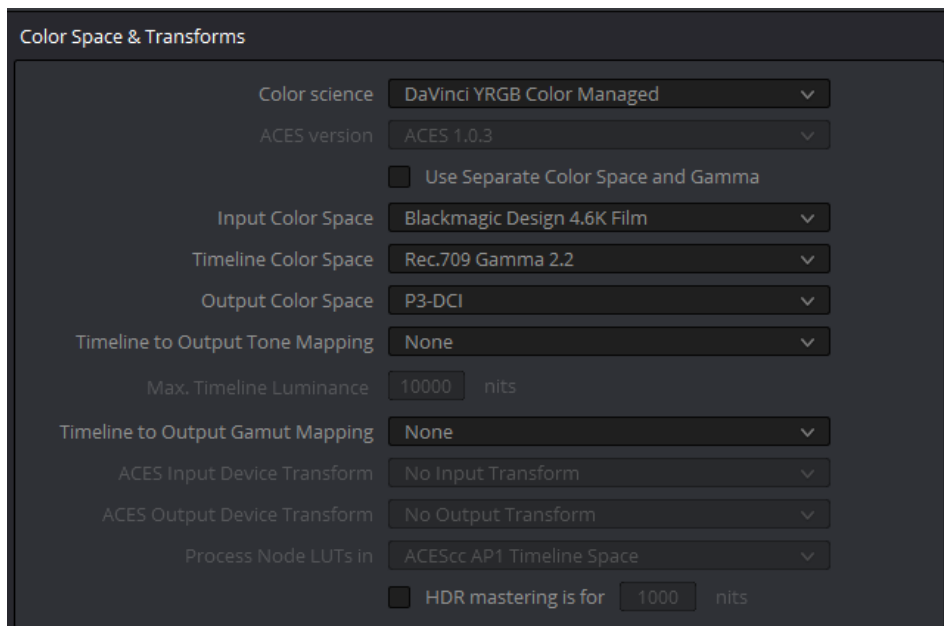 Color Space & Transforms
Color science DaVinci YRGB Color Managed
ACES version ACES 1.0.3
Use Separate Color Space and Gamma
Input Color Space Blackmagic Design 4.6K Film
Timeline Color Space Rec.709 Gamma 2.2
Output Color Space P3-DCI
Timeline to Output Tone Mapping None
Max. Timeline Luminance 10000 nits
Timeline to Output Gamut Mapping None
ACES Input Device Transform No Input Transform
ACES Output Device Transform No Output Transform
Process Node LUTs in ACEScc AP1 Timeline Space
HDR mastering is for 1000 nits